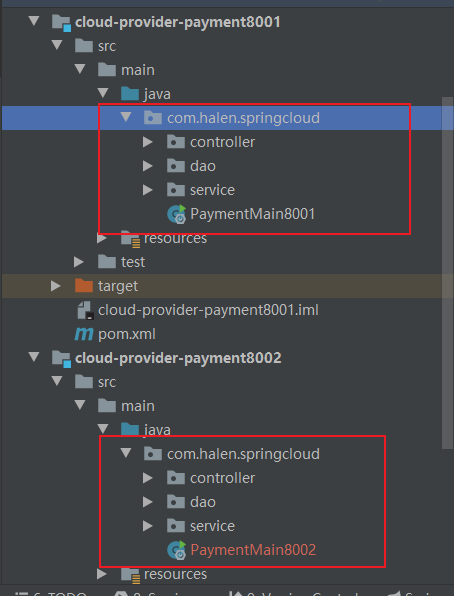 cloud-provider-payment8001
src
main
java
com.halen.springcloud
controller
dao
service
PaymentMain8001
resources
test
target
cloud-provider-payment8001.iml
pom.xml
cloud-provider-payment8002
src
main
java
com.halen.springcloud
controller
dao
service
PaymentMain8002
resources